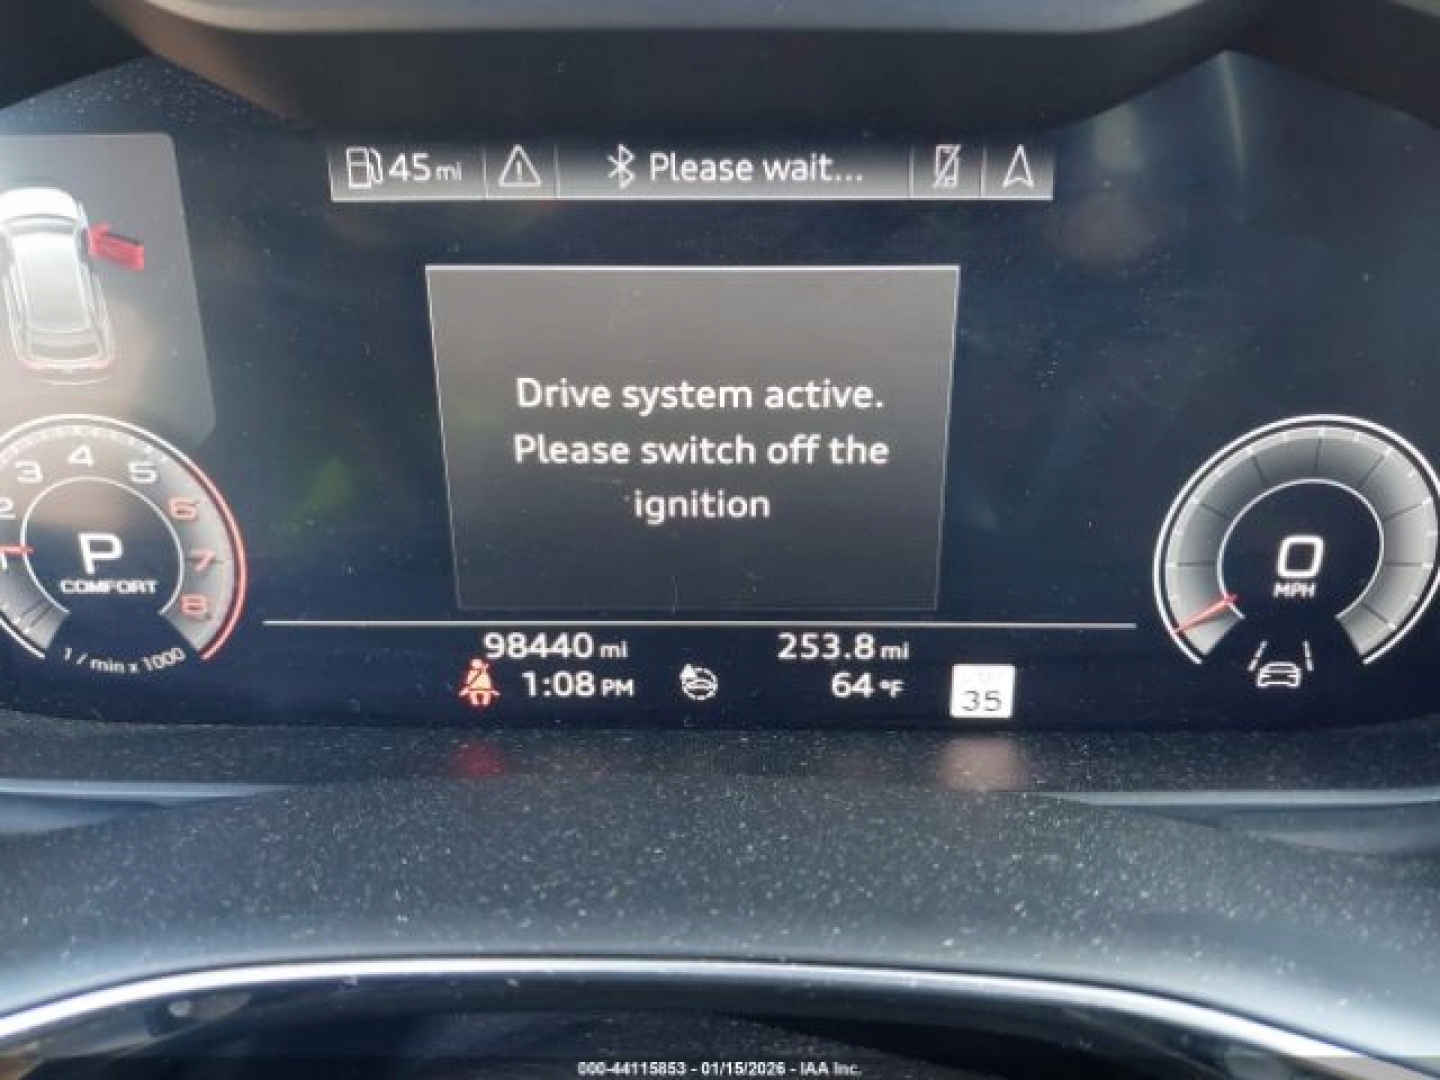 45 mi
Please wait...
Drive system active.
Please switch off the
ignition
2 3 4 5 6 7 8
1
P
COMFORT
1 / min x 1000
0
MPH
98440 mi
253.8 mi
1:08 PM
64 °F
35
000-44115853 - 01/15/2026 - IAA Inc.